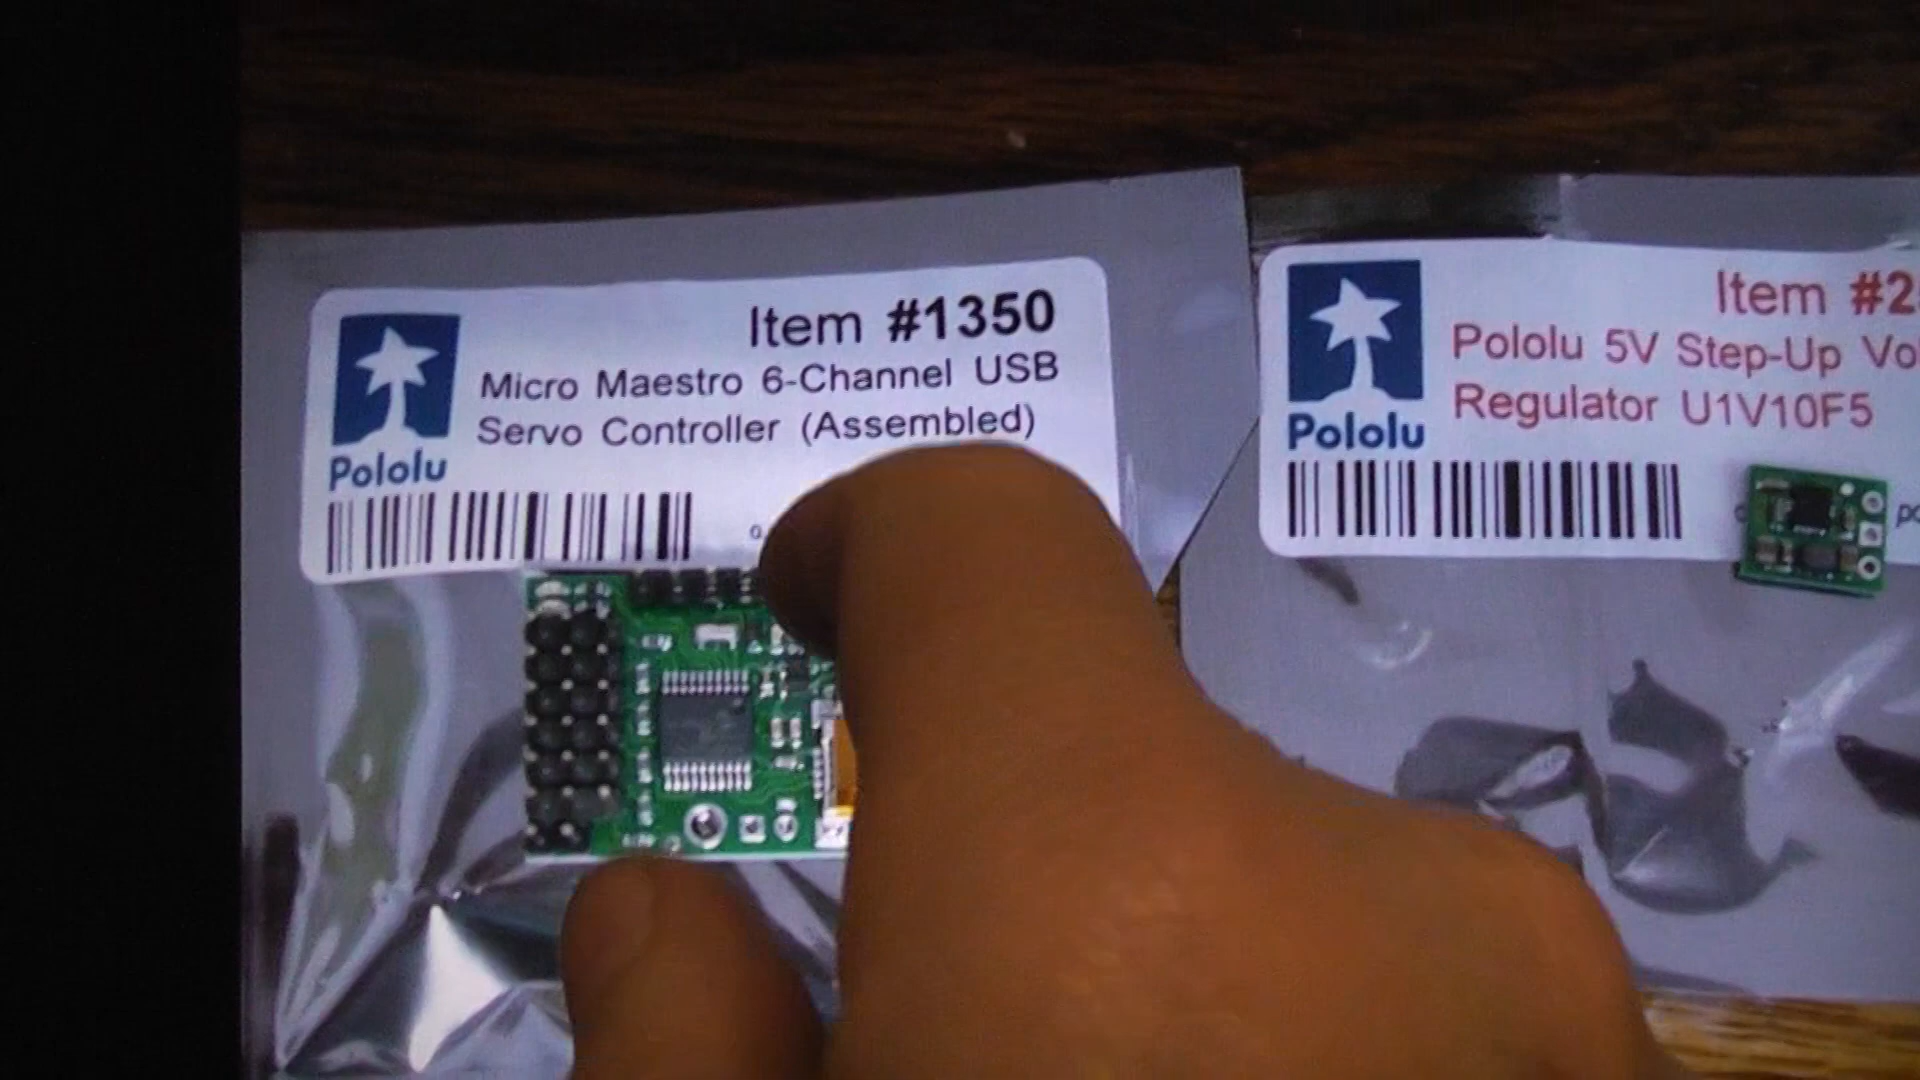 Item #1350
Micro Maestro 6-Channel USB
Servo Controller (Assembled)
Pololu
Item #2
Pololu 5V Step-Up Vo
Regulator U1V10F5
Pololu